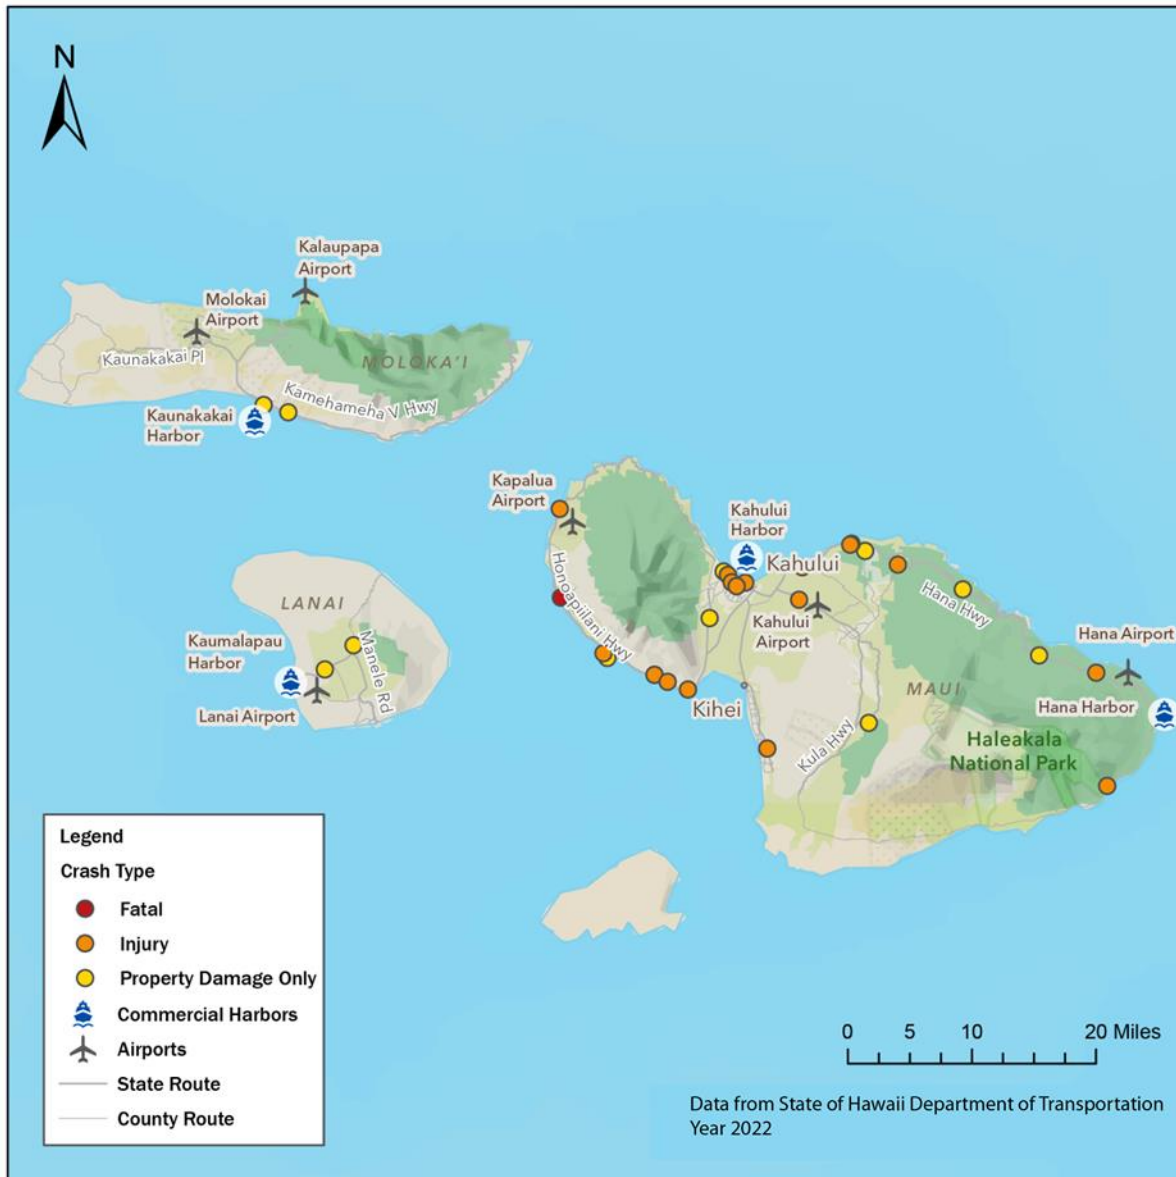 N
Kalaupapa
Airport
Molokai
Airport
Kaunakakai Pl
MOLOKA'I
Kamehameha V Hwy
Kaunakakai
Harbor
Kapalua
Airport
Kahului
Harbor
Kahului
Honoapiilani Hwy
Hana Hwy
LANAI
Kahului
Airport
Hana Airport
Kaumalapau
Harbor
Manele Rd
MAUI
Lanai Airport
Kihei
Hana Harbor
Kula Hwy
Haleakala
National Park
Legend
Crash Type
Fatal
Injury
Property Damage Only
Commercial Harbors
Airports
State Route
County Route
0 5 10 20 Miles
Data from State of Hawaii Department of Transportation
Year 2022